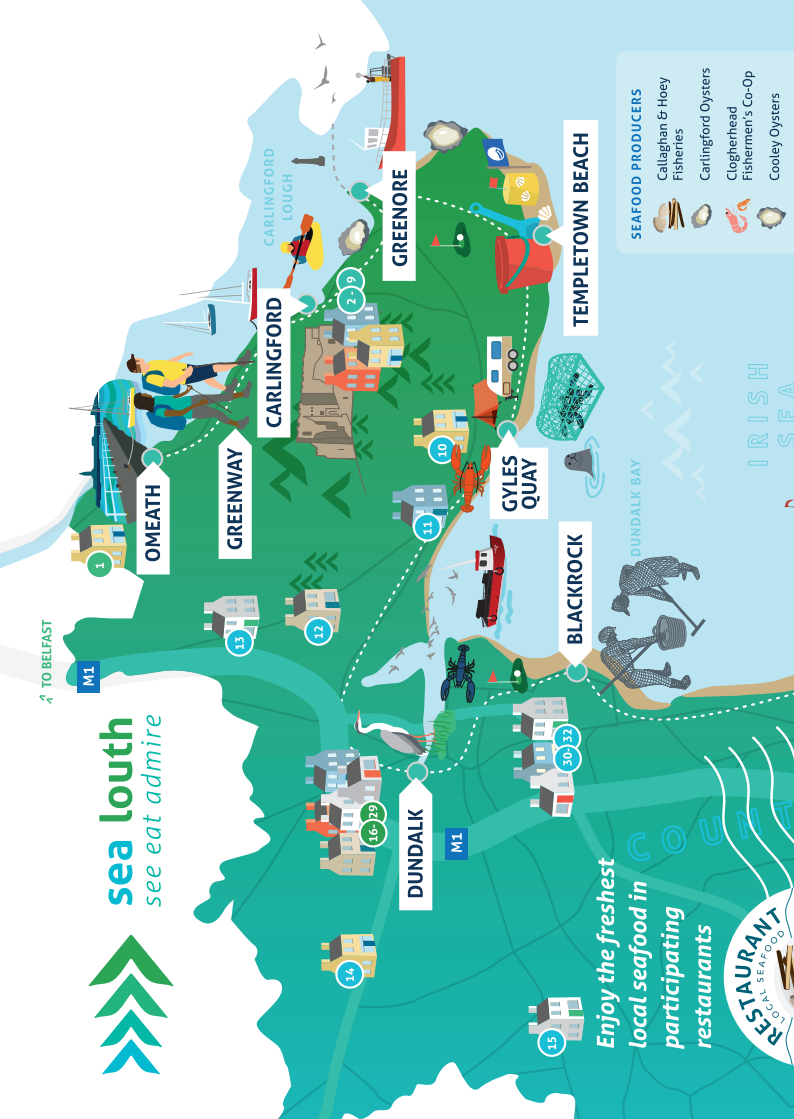 sea louth
see eat admire
TO BELFAST
M1
1
OMEATH
GREENWAY
CARLINGFORD
2 - 9
CARLINGFORD
LOUGH
GREENORE
TEMPLETOWN BEACH
10
GYLES
QUAY
11
12
13
DUNDALK BAY
IRISH
SEA
BLACKROCK
30- 32
16- 29
DUNDALK
M1
14
15
COUNT
Enjoy the freshest
local seafood in
participating
restaurants
RESTAURANT
LOCAL SEAFOOD
SEAFOOD PRODUCERS
Callaghan & Hoey
Fisheries
Carlingford Oysters
Clogherhead
Fishermen's Co-Op
Cooley Oysters